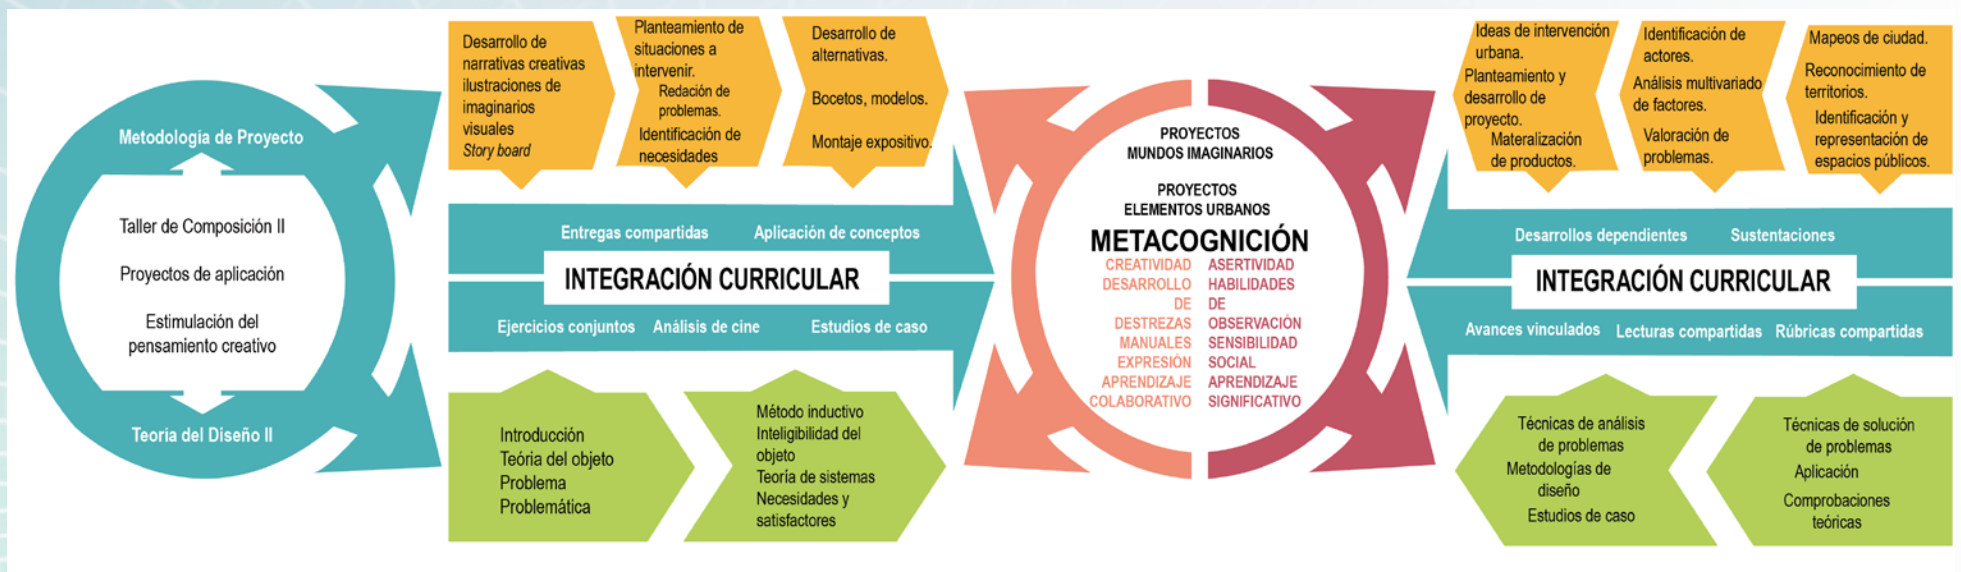 Metodología de Proyecto
Taller de Composición II
Proyectos de aplicación
Estimulación del
pensamiento creativo
Teoría del Diseño II
Desarrollo de
narrativas creativas
ilustraciones de
imaginarios
visuales
Story board
Planteamiento de
situaciones a
intervenir.
Redación de
problemas.
Identificación de
necesidades
Desarrollo de
alternativas.
Bocetos, modelos.
Montaje expositivo.
Entregas compartidas
Aplicación de conceptos
INTEGRACIÓN CURRICULAR
Ejercicios conjuntos
Análisis de cine
Estudios de caso
Introducción
Teória del objeto
Problema
Problemática
Método inductivo
Inteligibilidad del
objeto
Teoría de sistemas
Necesidades y
satisfactores
PROYECTOS
MUNDOS IMAGINARIOS
PROYECTOS
ELEMENTOS URBANOS
METACOGNICIÓN
CREATIVIDAD
DESARROLLO
DE
DESTREZAS
MANUALES
EXPRESIÓN
APRENDIZAJE
COLABORATIVO
ASERTIVIDAD
HABILIDADES
DE
OBSERVACIÓN
SENSIBILIDAD
SOCIAL
APRENDIZAJE
SIGNIFICATIVO
Ideas de intervención
urbana.
Planteamiento y
desarrollo de
proyecto.
Materalización
de productos.
Identificación de
actores.
Análisis multivariado
de factores.
Valoración de
problemas.
Mapeos de ciudad.
Reconocimiento de
territorios.
Identificación y
representación de
espacios públicos.
Desarrollos dependientes
Sustentaciones
INTEGRACIÓN CURRICULAR
Avances vinculados
Lecturas compartidas
Rúbricas compartidas
Técnicas de análisis
de problemas
Metodologías de
diseño
Estudios de caso
Técnicas de solución
de problemas
Aplicación
Comprobaciones
teóricas